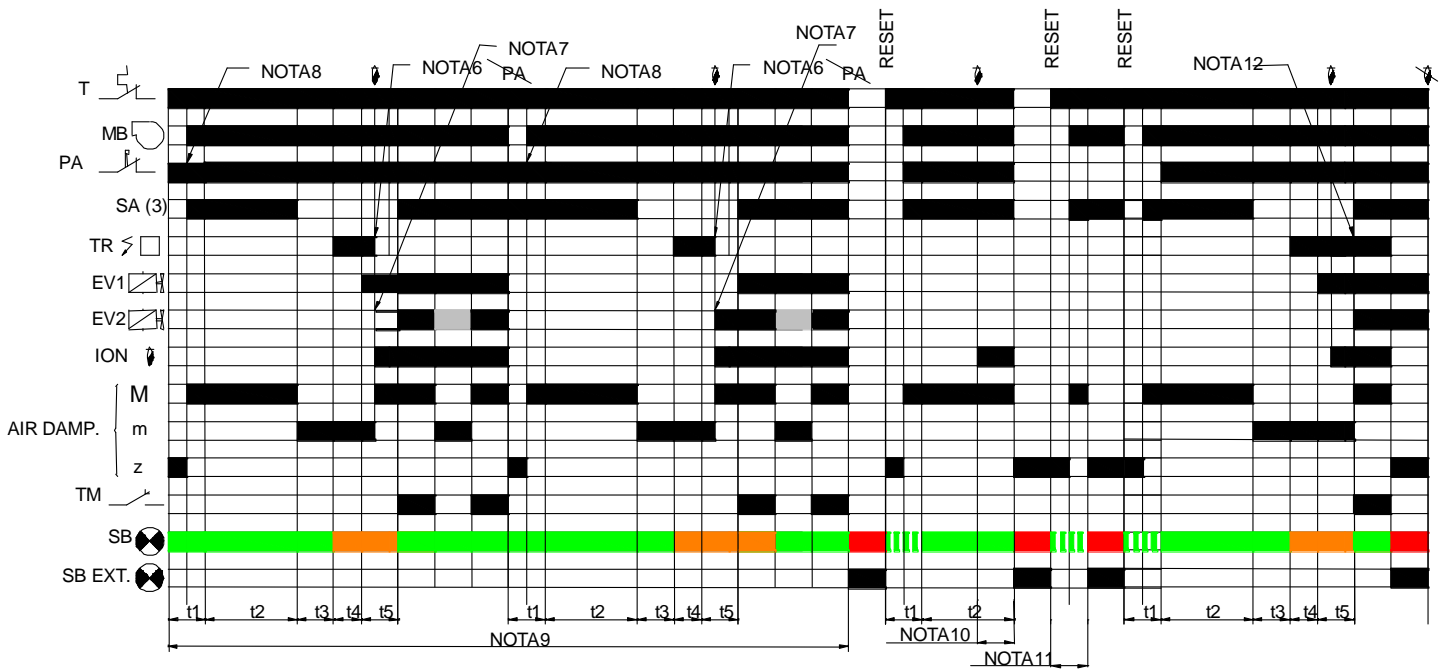 RESET
RESET
RESET
NOTA7
NOTA7
NOTA8
NOTA6
PA
NOTA8
NOTA6
PA
NOTA12
T
MB
PA
SA (3)
TR
EV1
EV2
ION
M
AIR DAMP.
m
z
TM
SB
SB EXT.
t1 t2 t3 t4 t5 t1 t2 t3 t4 t5 t1 t2 t1 t2 t3 t4 t5
NOTA9
NOTA10
NOTA11